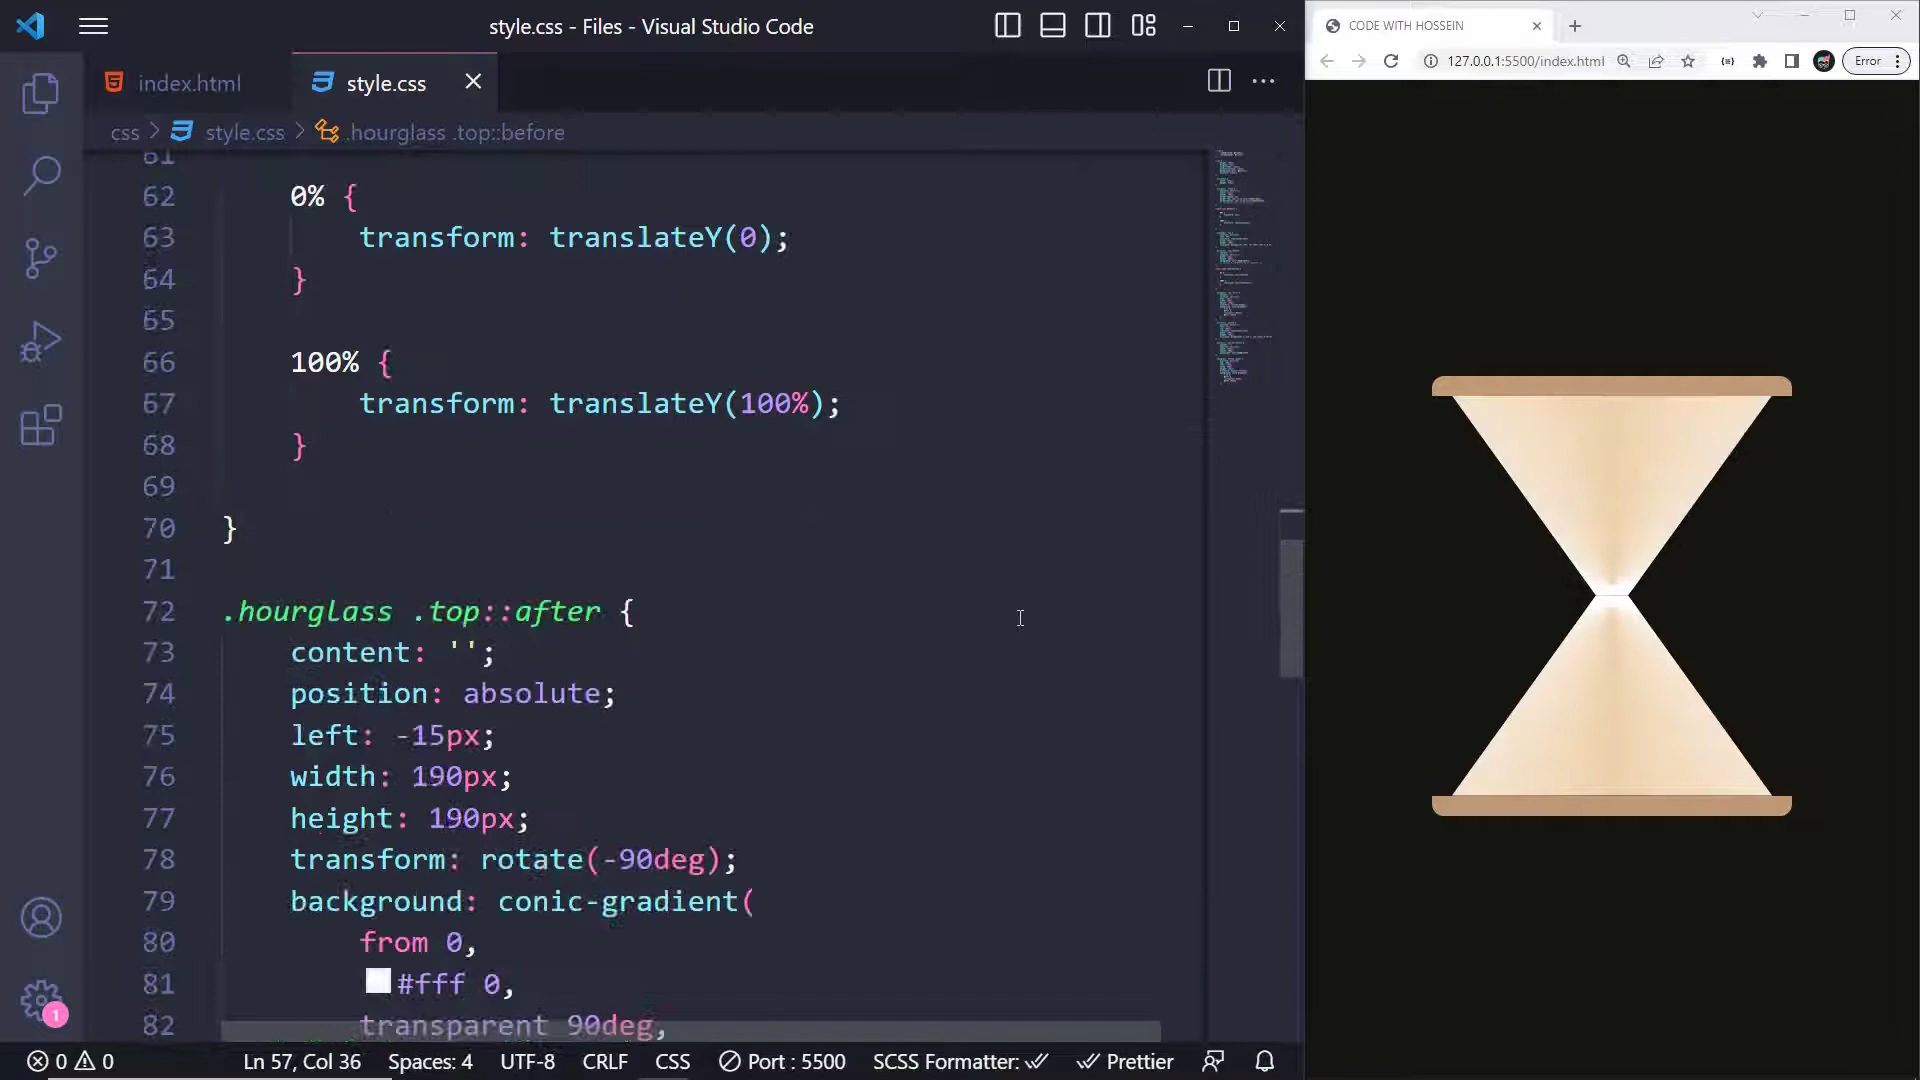 style.css - Files - Visual Studio Code
index.html
style.css
css > style.css > .hourglass .top::before
61
62 0% {
63 transform: translateY(0);
64 }
65
66 100% {
67 transform: translateY(100%);
68 }
69
70 }
71
72 .hourglass .top::after {
73 content: '';
74 position: absolute;
75 left: -15px;
76 width: 190px;
77 height: 190px;
78 transform: rotate(-90deg);
79 background: conic-gradient(
80 from 0,
81 #fff 0,
82 transparent 90deg,
1
0 0 Ln 57, Col 36 Spaces: 4 UTF-8 CRLF CSS Port : 5500 SCSS Formatter: Prettier
CODE WITH HOSSEIN
127.0.0.1:5500/index.html
Error